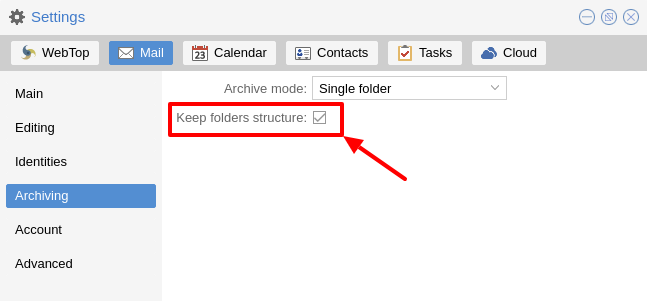 Settings
WebTop Mail 23 Calendar Contacts Tasks Cloud
Main
Editing
Identities
Archiving
Account
Advanced
Archive mode: Single folder
Keep folders structure: